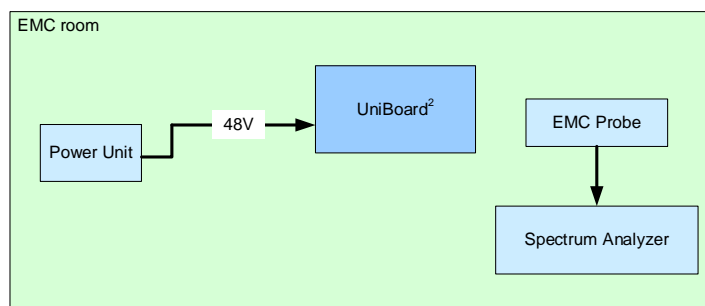 EMC room
UniBoard²
48V
EMC Probe
Power Unit
Spectrum Analyzer